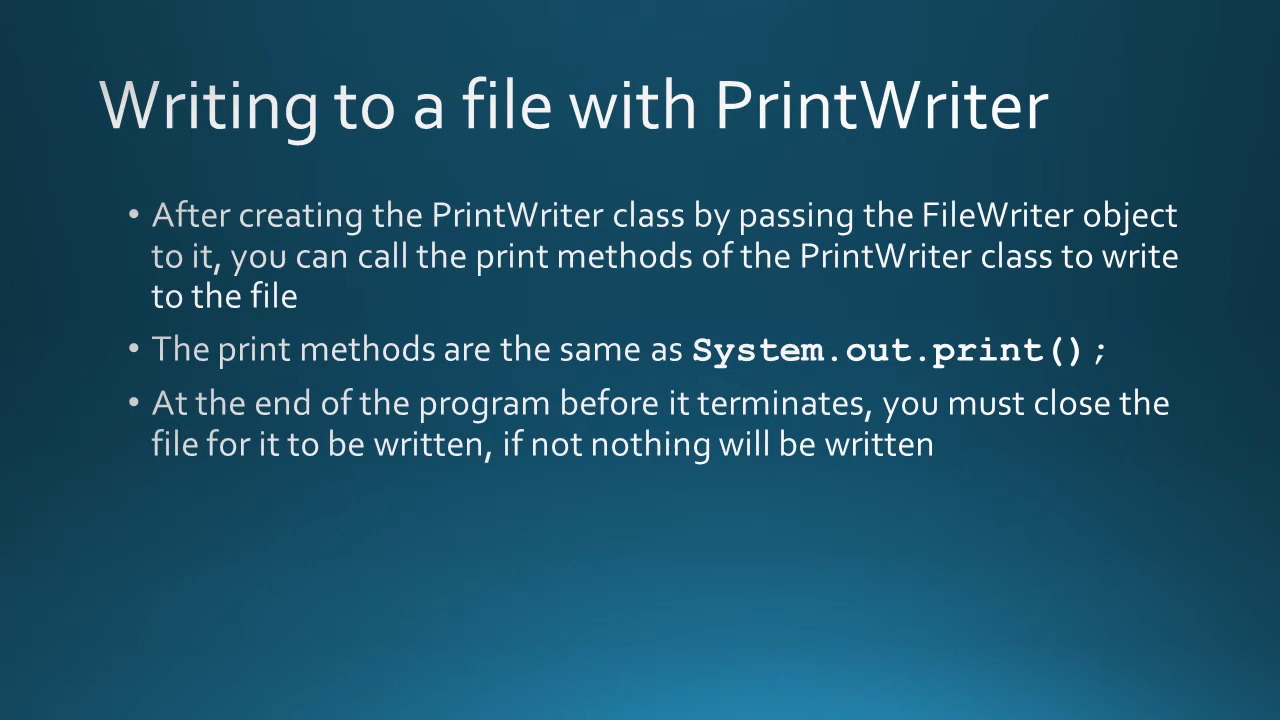 Writing to a file with PrintWriter
• After creating the PrintWriter class by passing the FileWriter object
to it, you can call the print methods of the PrintWriter class to write
to the file
• The print methods are the same as System.out.print();
• At the end of the program before it terminates, you must close the
file for it to be written, if not nothing will be written